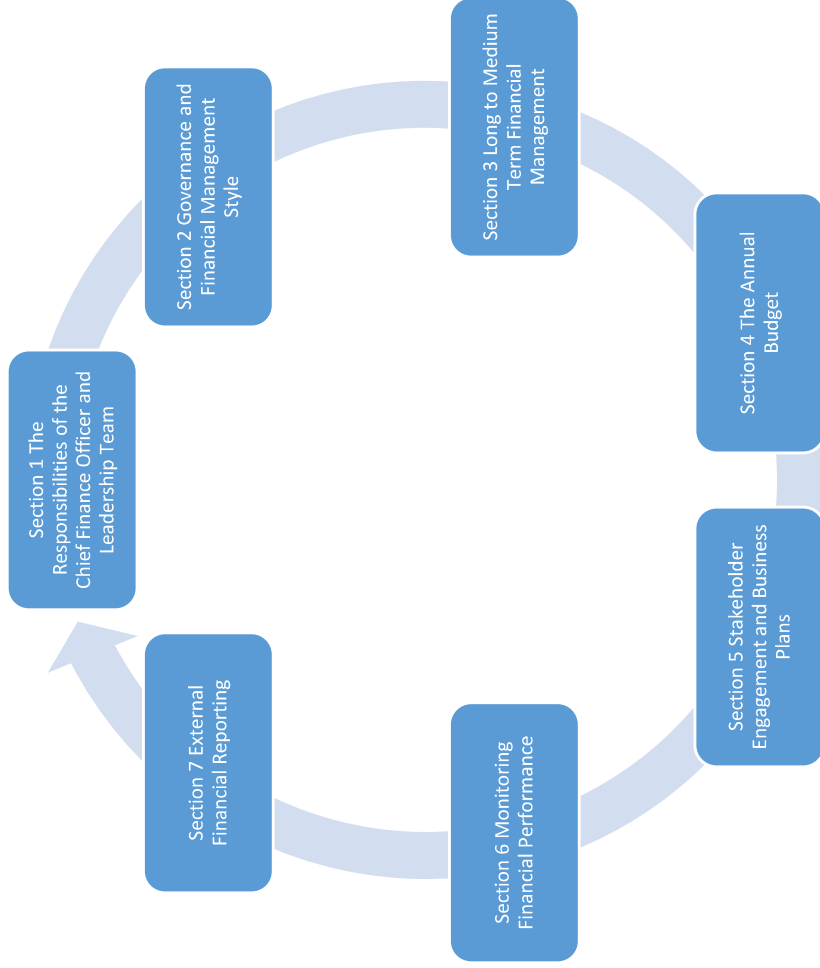 Section 1 The
Responsibilities of the
Chief Finance Officer and
Leadership Team
Section 2 Governance and
Financial Management
Style
Section 3 Long to Medium
Term Financial
Management
Section 4 The Annual
Budget
Section 5 Stakeholder
Engagement and Business
Plans
Section 6 Monitoring
Financial Performance
Section 7 External
Financial Reporting